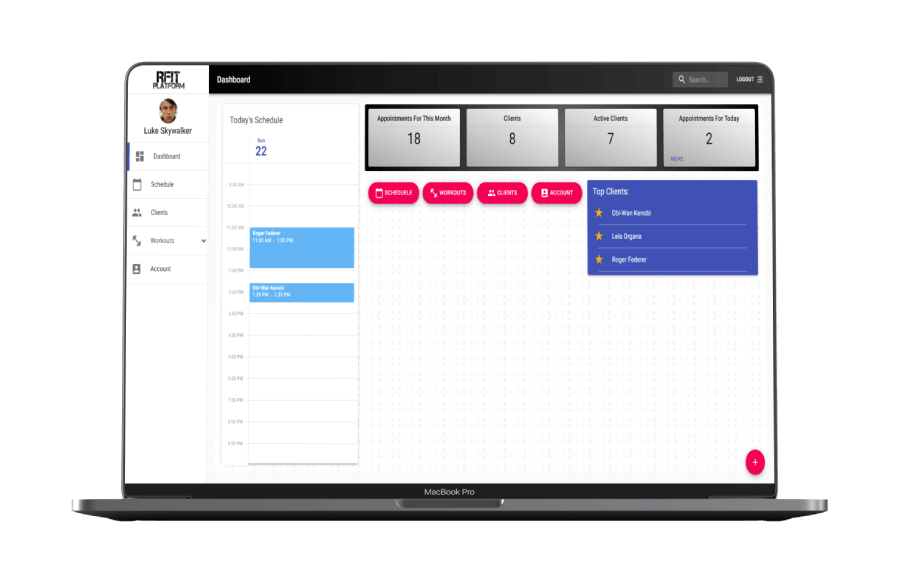 RFIT
PLATFORM
Dashboard
Search...
LOGOUT
Luke Skywalker
Dashboard
Schedule
Clients
Workouts
Account
Today's Schedule
Sun
22
9:00 AM
10:00 AM
11:00 AM
12:00 PM
1:00 PM
2:00 PM
3:00 PM
4:00 PM
5:00 PM
6:00 PM
7:00 PM
8:00 PM
9:00 PM
Roger Federer
11:00 AM - 1:00 PM
Obi-Wan Kenobi
1:30 PM - 2:30 PM
Appointments For This Month
18
Clients
8
Active Clients
7
Appointments For Today
2
MORE
SCHEDUELE
WORKOUTS
CLIENTS
ACCOUNT
Top Clients:
Obi-Wan Kenobi
Leia Organa
Roger Federer
+
MacBook Pro